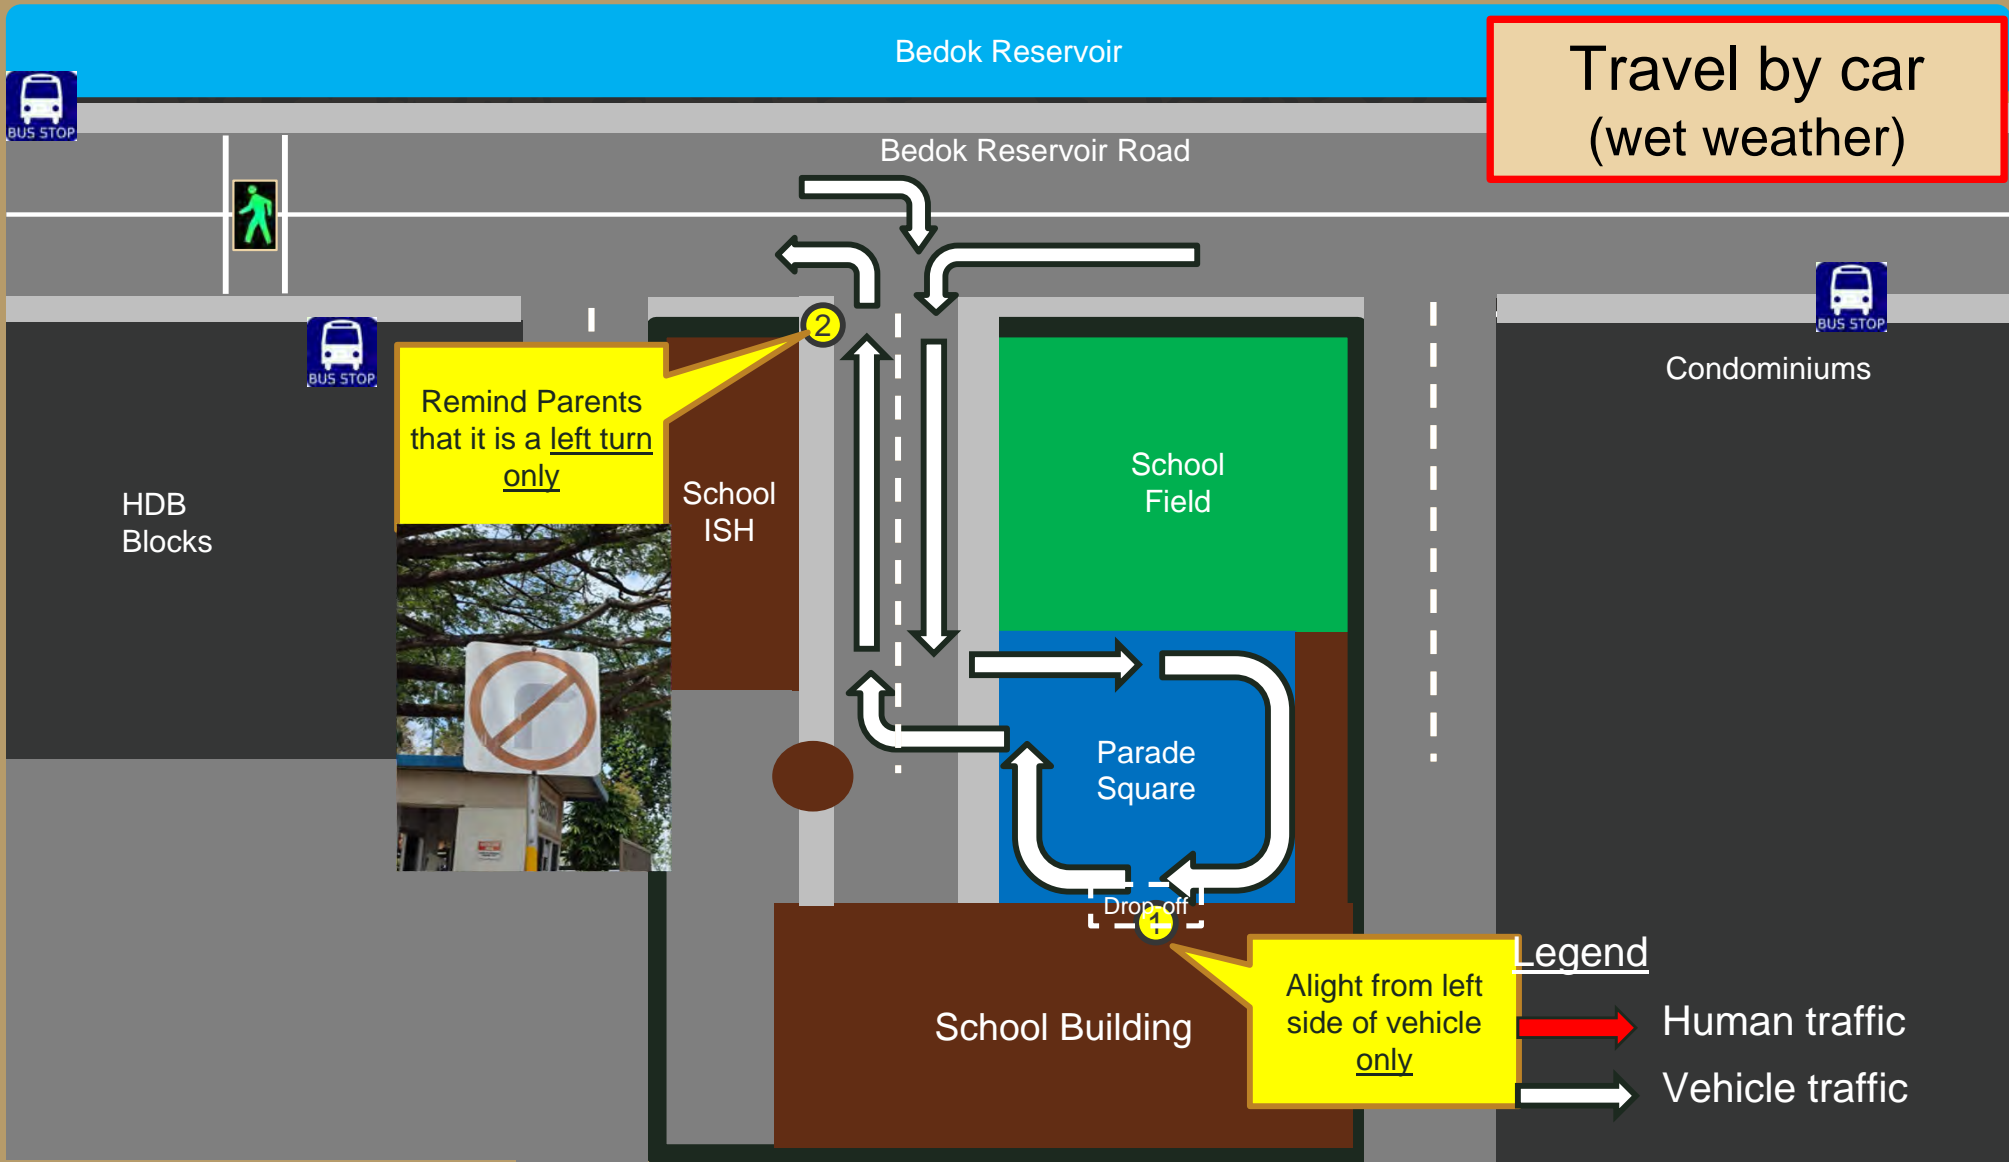 Bedok Reservoir
Travel by car
(wet weather)
BUS STOP
Bedok Reservoir Road
BUS STOP
BUS STOP
2
Condominiums
Remind Parents
that it is a left turn
only
School
Field
School
ISH
HDB
Blocks
Parade
Square
Drop-off
1
Legend
Alight from left
side of vehicle
only
School Building
Human traffic
Vehicle traffic